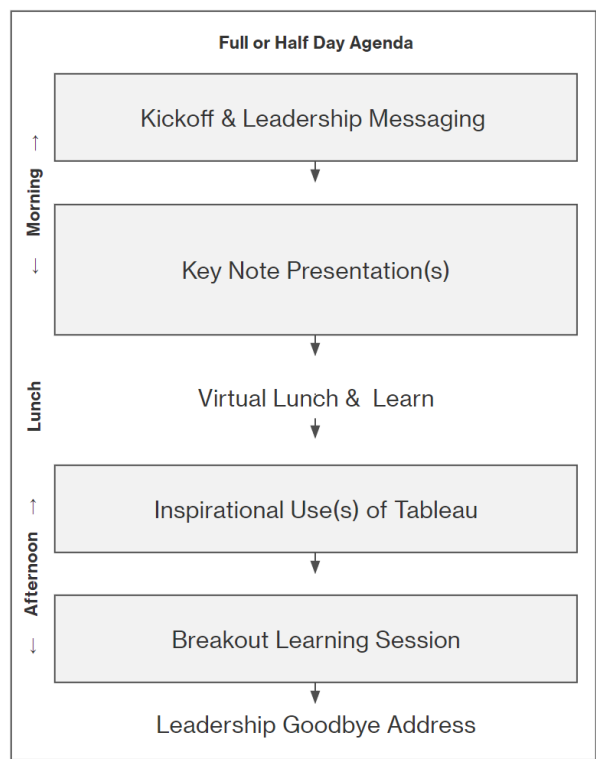 Full or Half Day Agenda
Kickoff & Leadership Messaging
← Morning →
Key Note Presentation(s)
Lunch
Virtual Lunch & Learn
← Afternoon →
Inspirational Use(s) of Tableau
Breakout Learning Session
Leadership Goodbye Address